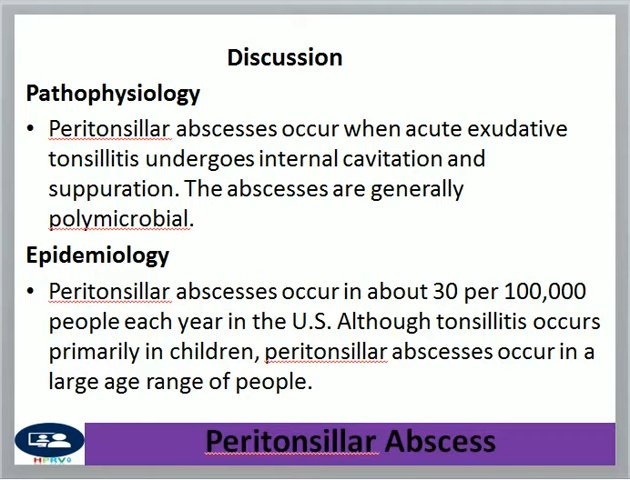 Discussion
Pathophysiology
• Peritonsillar abscesses occur when acute exudative
tonsillitis undergoes internal cavitation and
suppuration. The abscesses are generally
polymicrobial.
Epidemiology
• Peritonsillar abscesses occur in about 30 per 100,000
people each year in the U.S. Although tonsillitis occurs
primarily in children, peritonsillar abscesses occur in a
large age range of people.
Peritonsillar Abscess
HPRV